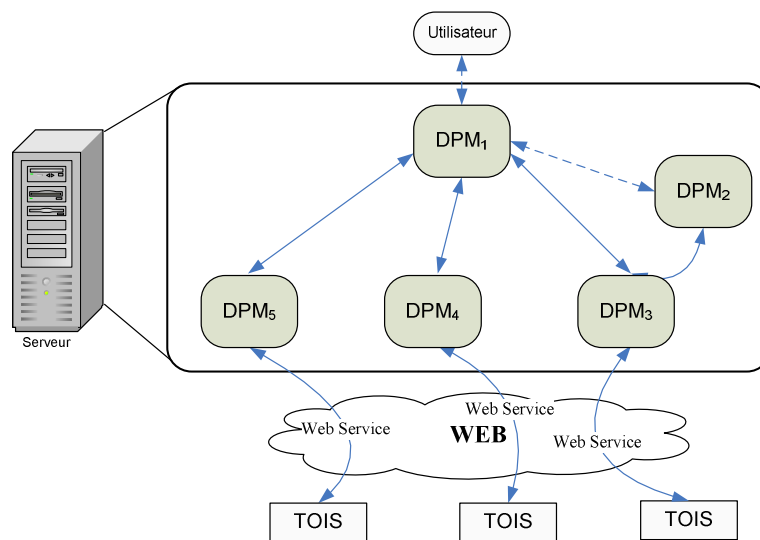 Utilisateur
DPM₁
DPM₂
DPM₅
DPM₄
DPM₃
Serveur
Web Service
Web Service
WEB
Web Service
TOIS
TOIS
TOIS